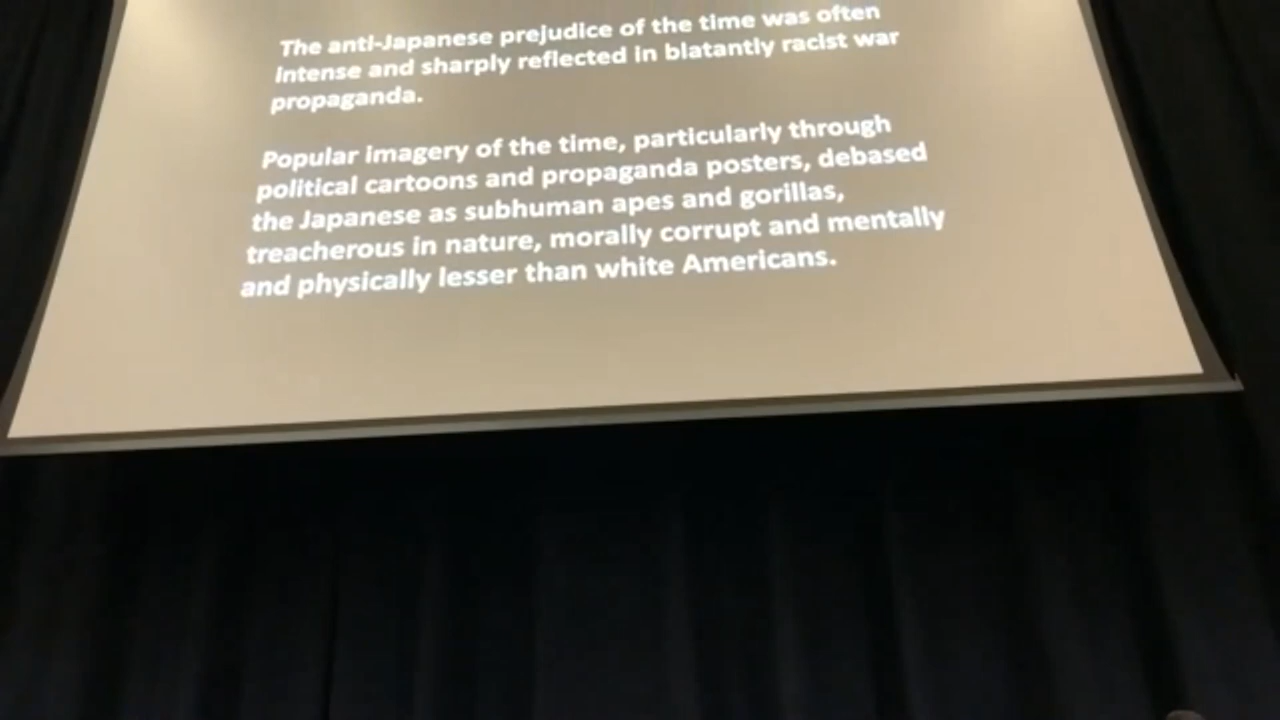 The anti-Japanese prejudice of the time was often
intense and sharply reflected in blatantly racist war
propaganda.
Popular imagery of the time, particularly through
political cartoons and propaganda posters, debased
the Japanese as subhuman apes and gorillas,
treacherous in nature, morally corrupt and mentally
and physically lesser than white Americans.